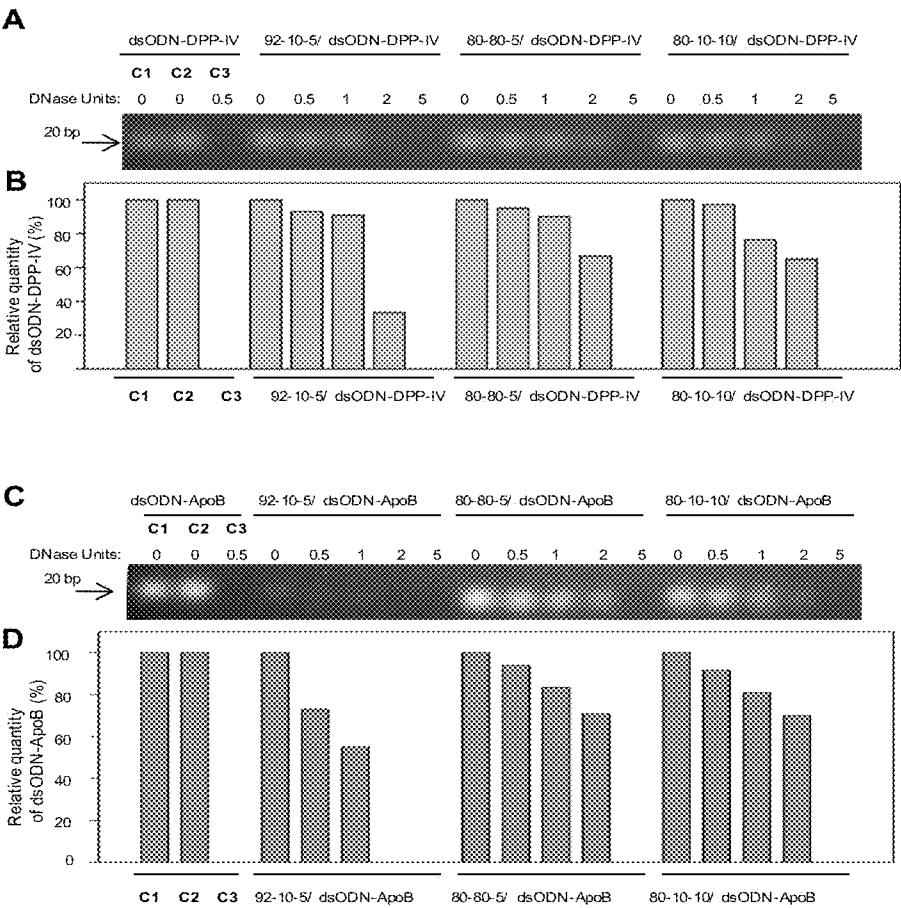 A
dsODN-DPP-IV 92-10-5/ dsODN-DPP-IV 80-80-5/ dsODN-DPP-IV 80-10-10/ dsODN-DPP-IV
C1 C2 C3
DNase Units: 0 0 0.5 0 0.5 1 2 5 0 0.5 1 2 5 0 0.5 1 2 5
20 bp
B
Relative quantity
of dsODN-DPP-IV (%)
100
80
60
40
20
C1 C2 C3 92-10-5/ dsODN-DPP-IV 80-80-5/ dsODN-DPP-IV 80-10-10/ dsODN-DPP-IV
C
dsODN-ApoB 92-10-5/ dsODN-ApoB 80-80-5/ dsODN-ApoB 80-10-10/ dsODN-ApoB
C1 C2 C3
DNase Units: 0 0 0.5 0 0.5 1 2 5 0 0.5 1 2 5 0 0.5 1 2 5
20 bp
D
Relative quantity
of dsODN-ApoB (%)
100
80
60
40
20
0
C1 C2 C3 92-10-5/ dsODN-ApoB 80-80-5/ dsODN-ApoB 80-10-10/ dsODN-ApoB